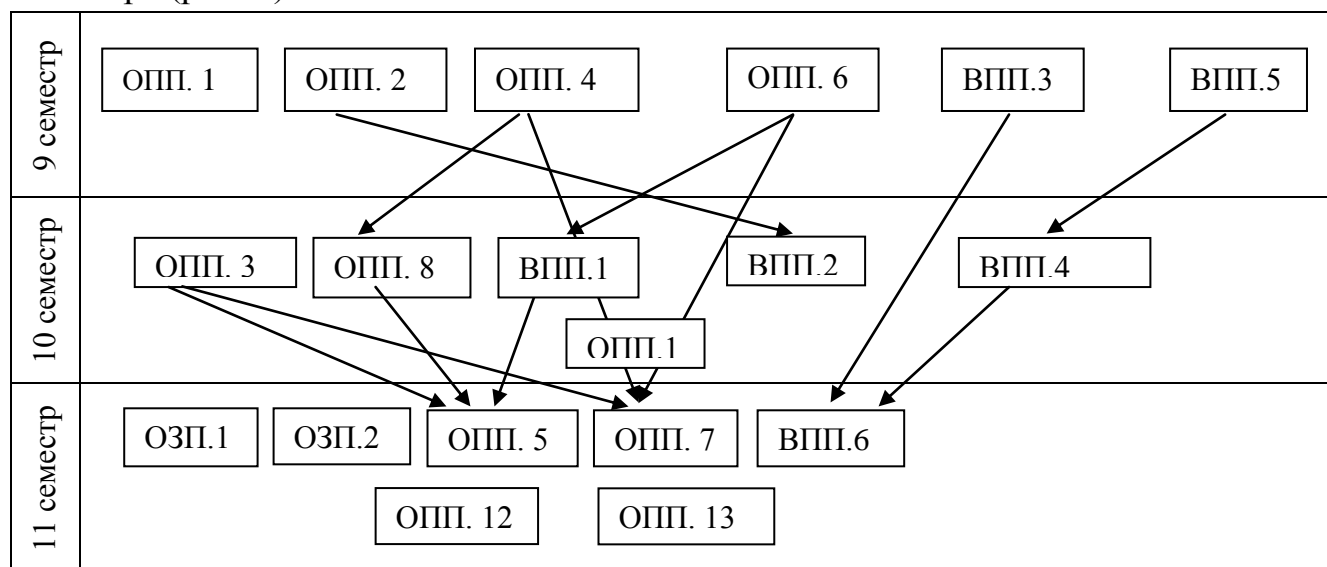 9 семестр
ОПП. 1 ОПП. 2 ОПП. 4 ОПП. 6 ВПП.3 ВПП.5
10 семестр
ОПП. 3 ОПП. 8 ВПП.1 ВПП.2 ВПП.4
ОПП.1
11 семестр
ОЗП.1 ОЗП.2 ОПП. 5 ОПП. 7 ВПП.6
ОПП. 12 ОПП. 13